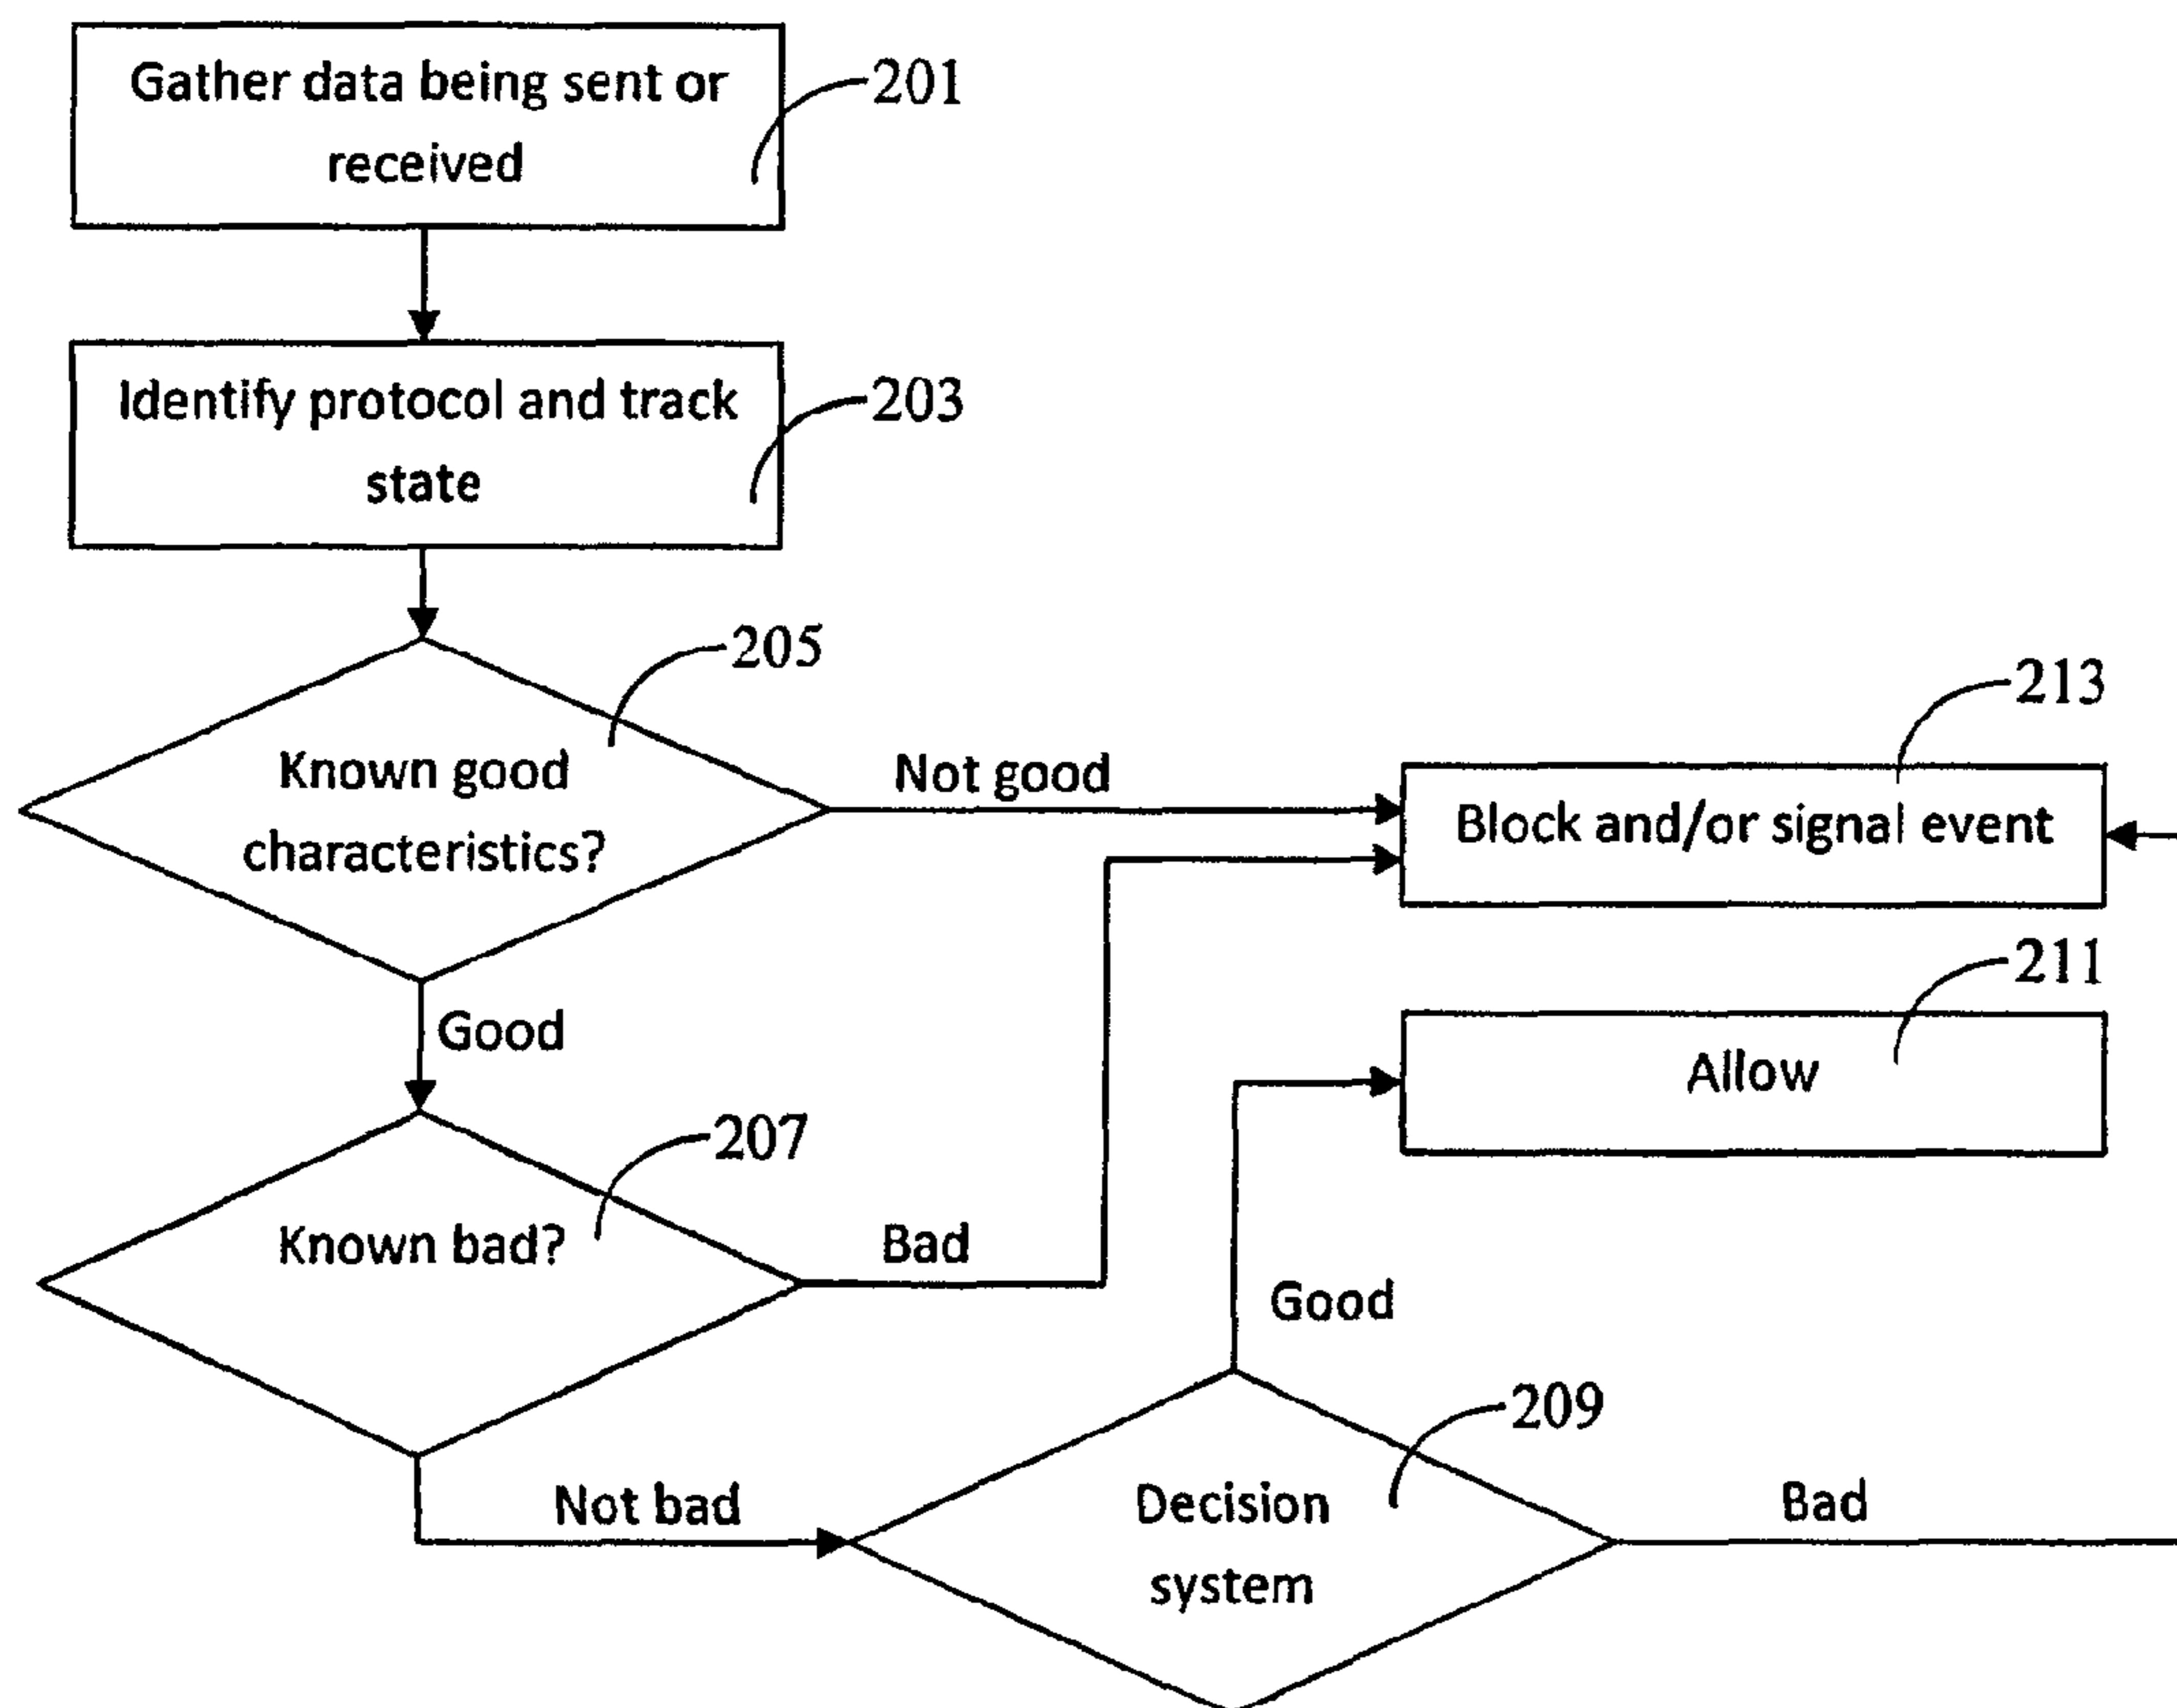 Gather data being sent or
received
201
Identify protocol and track
state
203
205
Known good
characteristics?
Not good
213
Block and/or signal event
211
Allow
Good
207
Known bad?
Bad
Good
209
Not bad
Decision
system
Bad